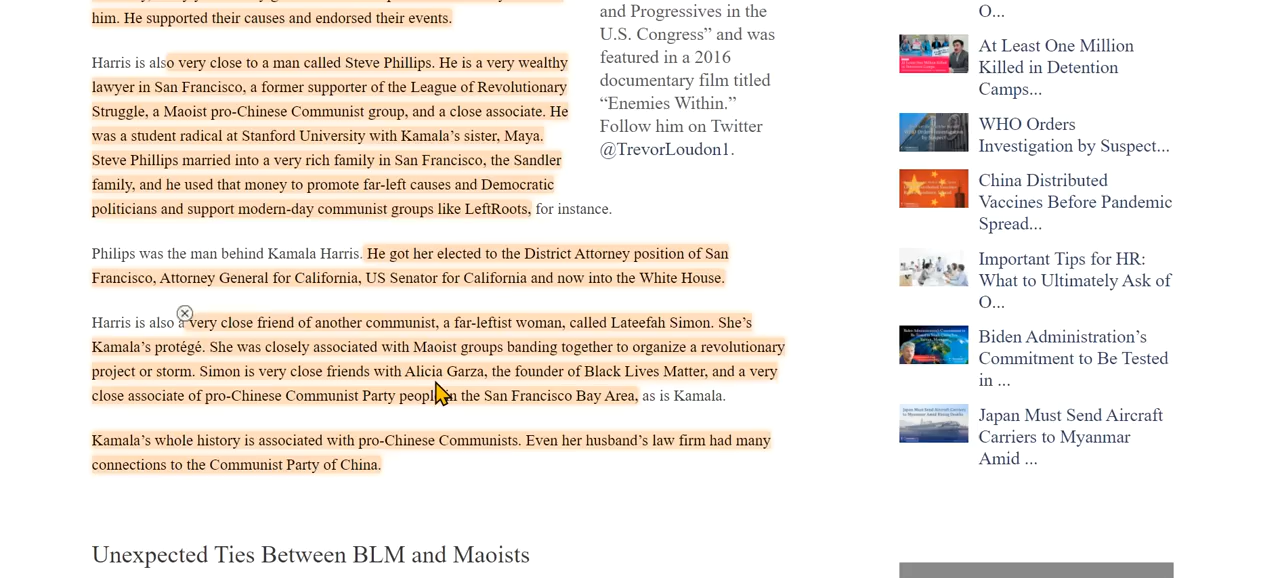 him. He supported their causes and endorsed their events.
Harris is also very close to a man called Steve Phillips. He is a very wealthy
lawyer in San Francisco, a former supporter of the League of Revolutionary
Struggle, a Maoist pro-Chinese Communist group, and a close associate. He
was a student radical at Stanford University with Kamala’s sister, Maya.
Steve Phillips married into a very rich family in San Francisco, the Sandler
family, and he used that money to promote far-left causes and Democratic
politicians and support modern-day communist groups like LeftRoots, for instance.
Philips was the man behind Kamala Harris. He got her elected to the District Attorney position of San
Francisco, Attorney General for California, US Senator for California and now into the White House.
Harris is also a very close friend of another communist, a far-leftist woman, called Lateefah Simon. She’s
Kamala’s protégé. She was closely associated with Maoist groups banding together to organize a revolutionary
project or storm. Simon is very close friends with Alicia Garza, the founder of Black Lives Matter, and a very
close associate of pro-Chinese Communist Party people in the San Francisco Bay Area, as is Kamala.
Kamala’s whole history is associated with pro-Chinese Communists. Even her husband’s law firm had many
connections to the Communist Party of China.
Unexpected Ties Between BLM and Maoists
and Progressives in the
U.S. Congress” and was
featured in a 2016
documentary film titled
“Enemies Within.”
Follow him on Twitter
@TrevorLoudon1.
O...
At Least One Million
Killed in Detention
Camps...
WHO Orders
Investigation by Suspect...
China Distributed
Vaccines Before Pandemic
Spread...
Important Tips for HR:
What to Ultimately Ask of
O...
Biden Administration’s
Commitment to Be Tested
in ...
Japan Must Send Aircraft
Carriers to Myanmar
Amid ...